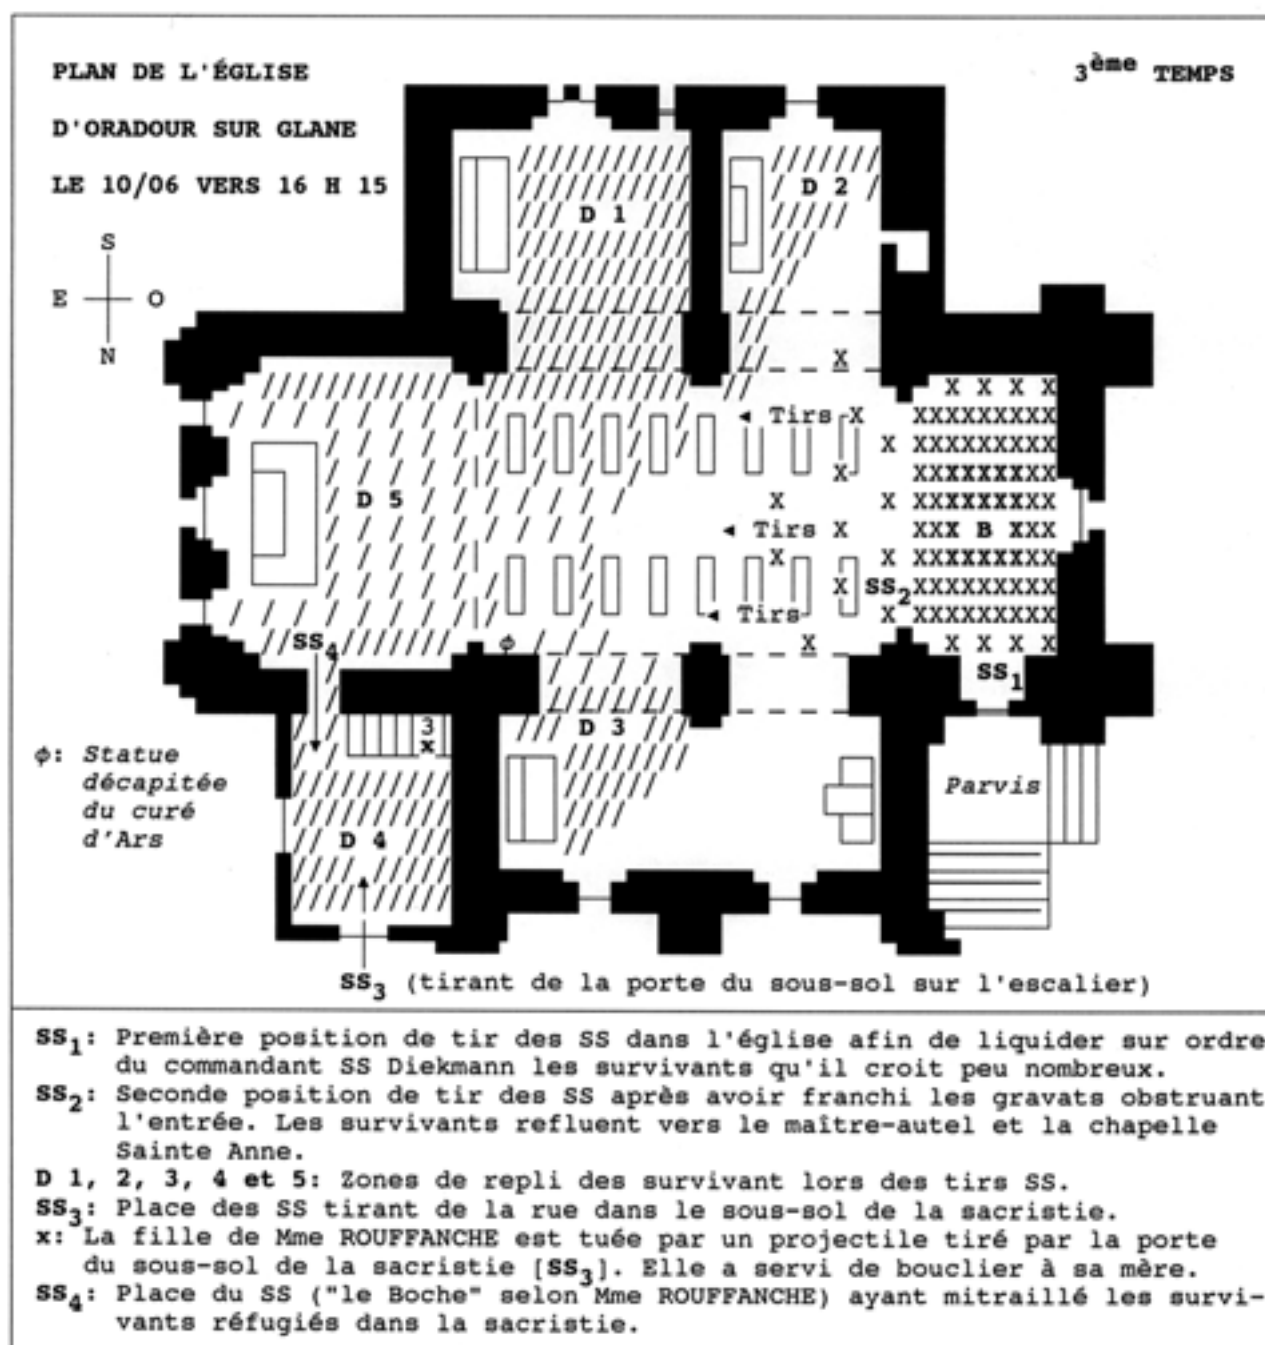 PLAN DE L'ÉGLISE
3ème TEMPS
D'ORADOUR SUR GLANE
LE 10/06 VERS 16 H 15
S
E O
N
D 1
D 2
X
X X X X
◄ Tirs X
XXXXXXXXX
X XXXXXXXXX
X XXXXXXXXX
D 5
X X XXXXXXXXX
◄ Tirs X
XXXX B XXX
X X XXXXXXXXX
X SS2 XXXXXXXXX
◄ Tirs
X XXXXXXXXX
SS4
ϕ
X
X X X X
SS1
3
x
D 3
ϕ: Statue
décapitée
du curé
d'Ars
Parvis
D 4
SS3 (tirant de la porte du sous-sol sur l'escalier)
SS1: Première position de tir des SS dans l'église afin de liquider sur ordre
du commandant SS Diekmann les survivants qu'il croit peu nombreux.
SS2: Seconde position de tir des SS après avoir franchi les gravats obstruant
l'entrée. Les survivants refluent vers le maître-autel et la chapelle
Sainte Anne.
D 1, 2, 3, 4 et 5: Zones de repli des survivant lors des tirs SS.
SS3: Place des SS tirant de la rue dans le sous-sol de la sacristie.
x: La fille de Mme ROUFFANCHE est tuée par un projectile tiré par la porte
du sous-sol de la sacristie [SS3]. Elle a servi de bouclier à sa mère.
SS4: Place du SS ("le Boche" selon Mme ROUFFANCHE) ayant mitraillé les survi-
vants réfugiés dans la sacristie.